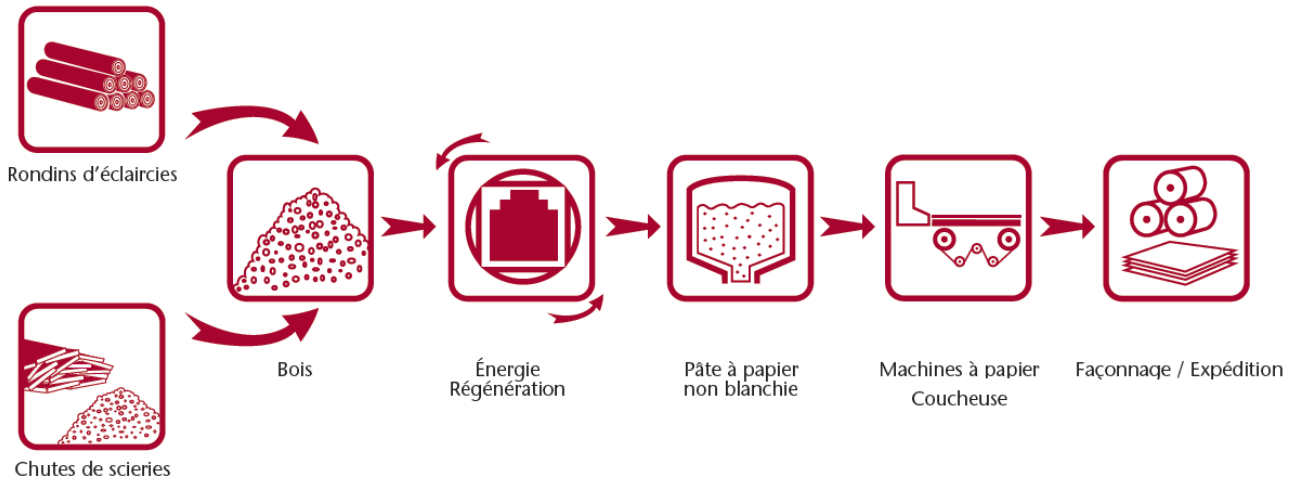 Rondins d'éclaircies
Chutes de scieries
Bois
Énergie
Régénération
Pâte à papier
non blanchie
Machines à papier
Coucheuse
Façonnage / Expédition